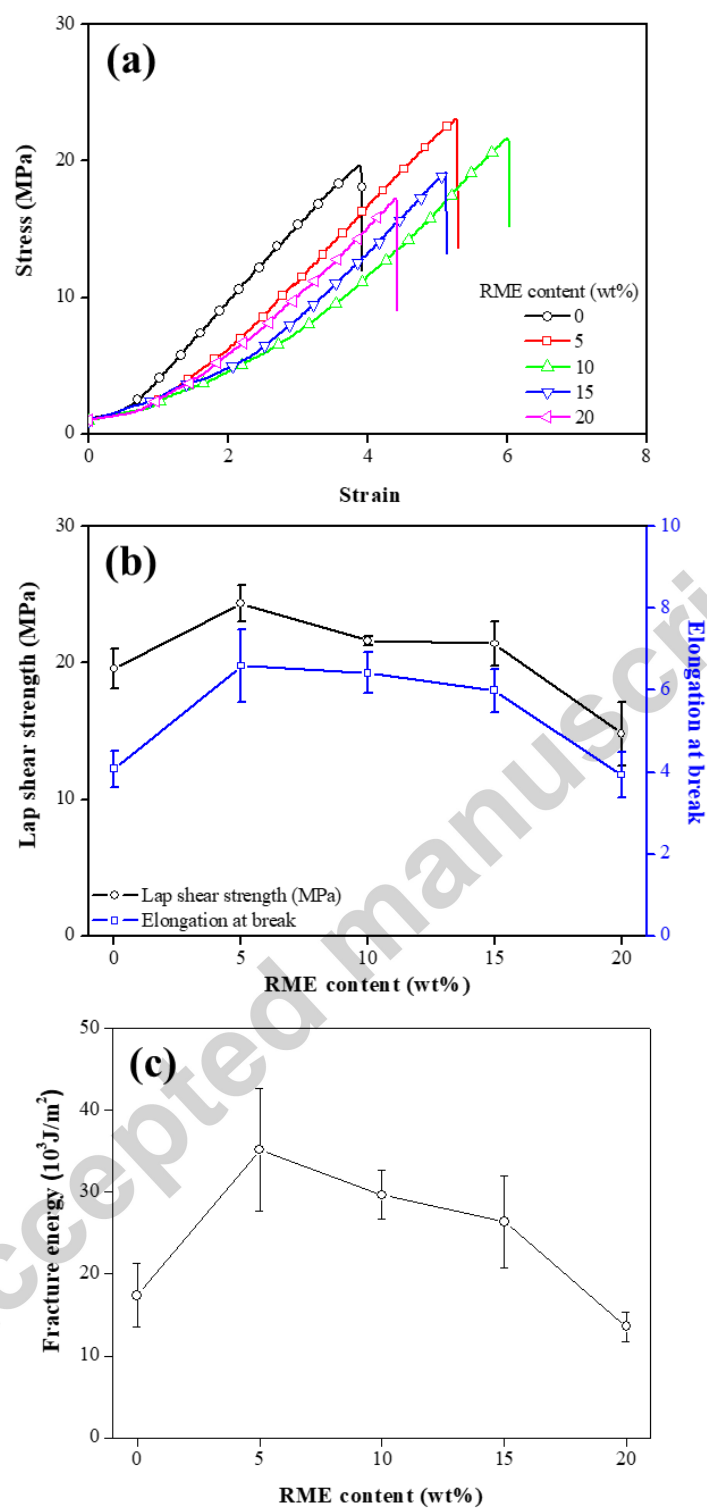 (a)
30
20
10
0
Stress (MPa)
RME content (wt%)
0
5
10
15
20
0 2 4 6 8
Strain
(b)
30
20
10
0
Lap shear strength (MPa)
10
8
6
4
2
0
Elongation at break
Lap shear strength (MPa)
Elongation at break
0 5 10 15 20
RME content (wt%)
(c)
50
40
30
20
10
0
Fracture energy (10³J/m²)
0 5 10 15 20
RME content (wt%)
ccepted manuscri